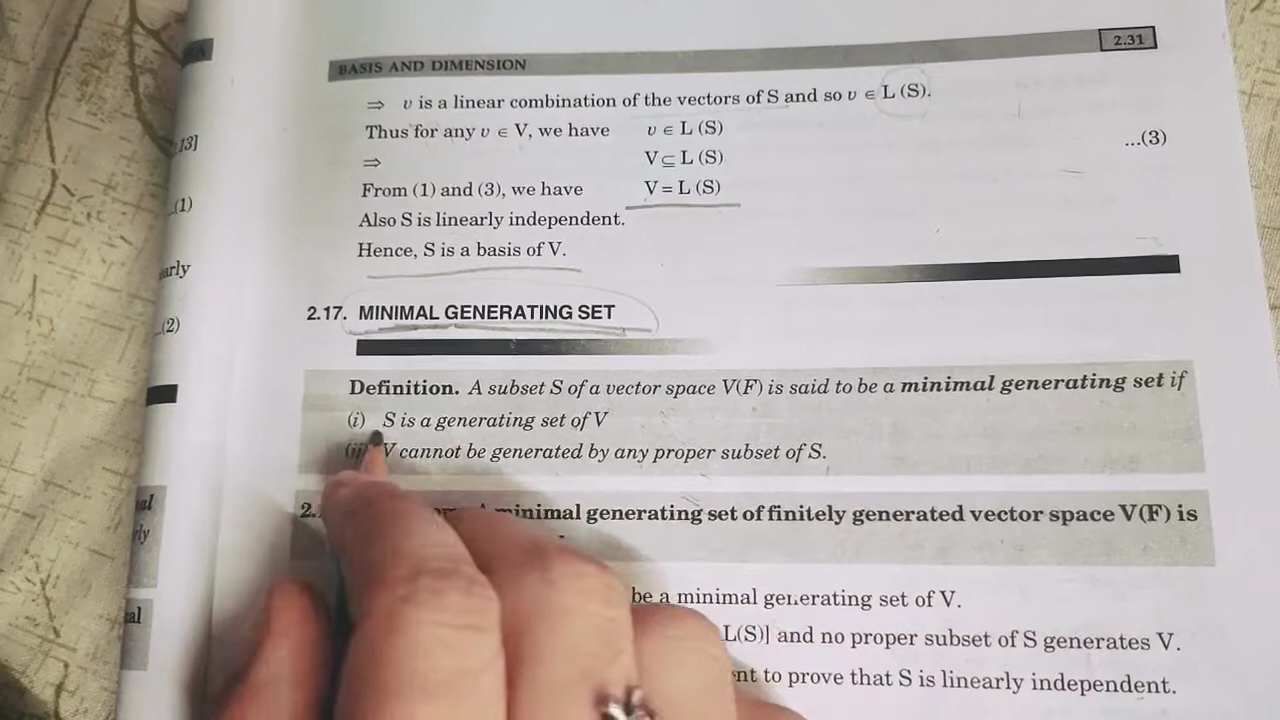 2.31
BASIS AND DIMENSION
⇒ v is a linear combination of the vectors of S and so v ∈ L (S).
Thus for any v ∈ V, we have v ∈ L (S) ...(3)
⇒ V ⊆ L (S)
From (1) and (3), we have V = L (S)
Also S is linearly independent.
Hence, S is a basis of V.
2.17. MINIMAL GENERATING SET
Definition. A subset S of a vector space V(F) is said to be a minimal generating set if
(i) S is a generating set of V
(ii) V cannot be generated by any proper subset of S.
2. minimal generating set of finitely generated vector space V(F) is
be a minimal generating set of V.
L(S)] and no proper subset of S generates V.
to prove that S is linearly independent.
13]
(1)
(2)